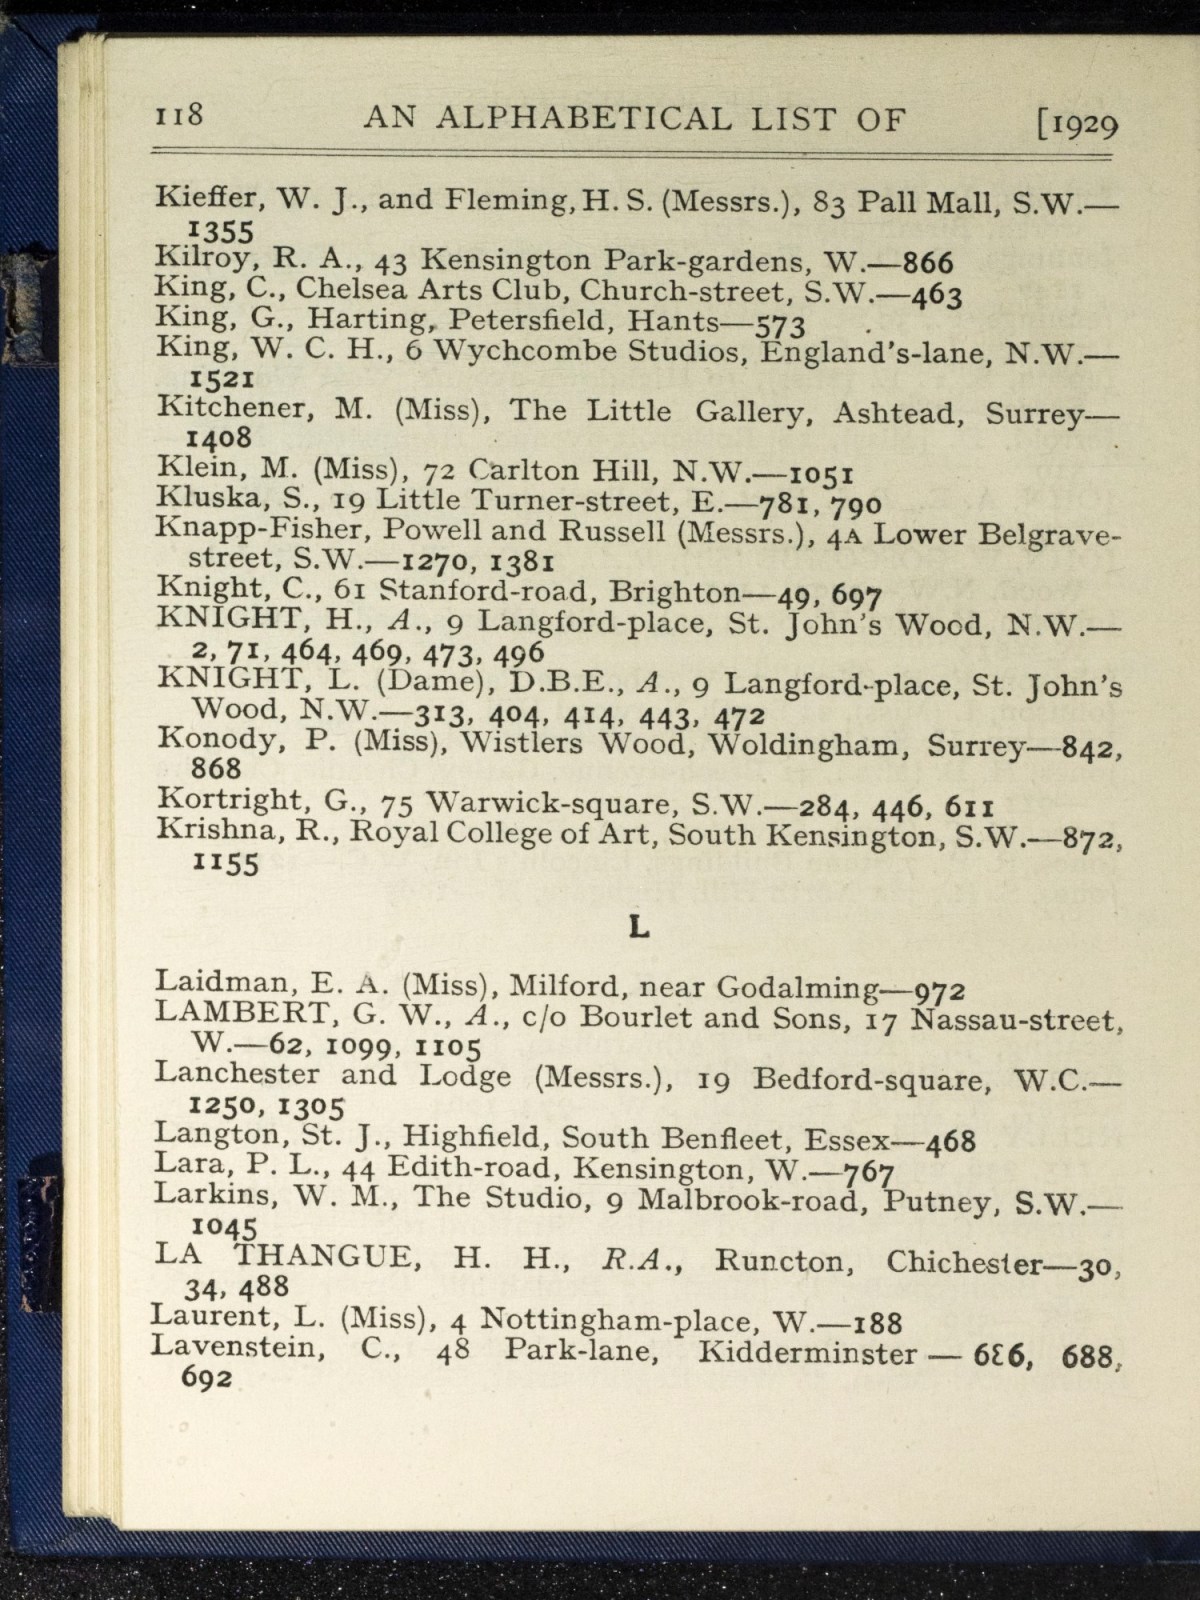 118 AN ALPHABETICAL LIST OF [1929
Kieffer, W. J., and Fleming, H. S. (Messrs.), 83 Pall Mall, S.W.—
1355
Kilroy, R. A., 43 Kensington Park-gardens, W.—866
King, C., Chelsea Arts Club, Church-street, S.W.—463
King, G., Harting, Petersfield, Hants—573
King, W. C. H., 6 Wychcombe Studios, England's-lane, N.W.—
1521
Kitchener, M. (Miss), The Little Gallery, Ashtead, Surrey—
1408
Klein, M. (Miss), 72 Carlton Hill, N.W.—1051
Kluska, S., 19 Little Turner-street, E.—781, 790
Knapp-Fisher, Powell and Russell (Messrs.), 4A Lower Belgrave-
street, S.W.—1270, 1381
Knight, C., 61 Stanford-road, Brighton—49, 697
KNIGHT, H., A., 9 Langford-place, St. John's Wood, N.W.—
2, 71, 464, 469, 473, 496
KNIGHT, L. (Dame), D.B.E., A., 9 Langford-place, St. John's
Wood, N.W.—313, 404, 414, 443, 472
Konody, P. (Miss), Wistlers Wood, Woldingham, Surrey—842,
868
Kortright, G., 75 Warwick-square, S.W.—284, 446, 611
Krishna, R., Royal College of Art, South Kensington, S.W.—872,
1155
L
Laidman, E. A. (Miss), Milford, near Godalming—972
LAMBERT, G. W., A., c/o Bourlet and Sons, 17 Nassau-street,
W.—62, 1099, 1105
Lanchester and Lodge (Messrs.), 19 Bedford-square, W.C.—
1250, 1305
Langton, St. J., Highfield, South Benfleet, Essex—468
Lara, P. L., 44 Edith-road, Kensington, W.—767
Larkins, W. M., The Studio, 9 Malbrook-road, Putney, S.W.—
1045
LA THANGUE, H. H., R.A., Runcton, Chichester—30,
34, 488
Laurent, L. (Miss), 4 Nottingham-place, W.—188
Lavenstein, C., 48 Park-lane, Kidderminster — 686, 688,
692